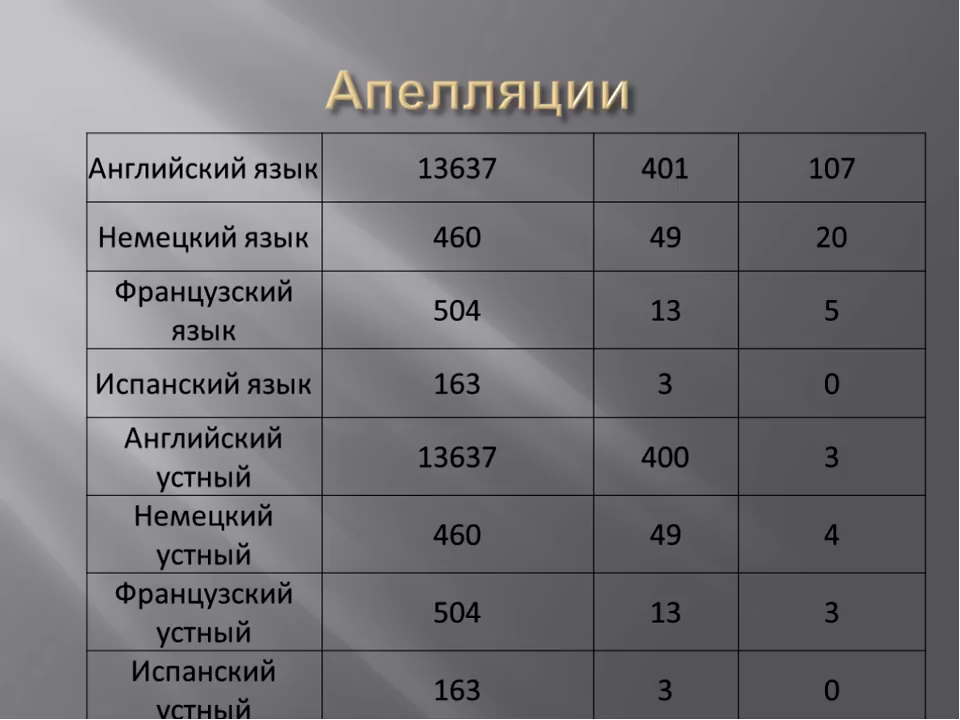 Апелляции
Английский язык 13637 401 107
Немецкий язык 460 49 20
Французский
язык 504 13 5
Испанский язык 163 3 0
Английский
устный 13637 400 3
Немецкий
устный 460 49 4
Французский
устный 504 13 3
Испанский
устный 163 3 0